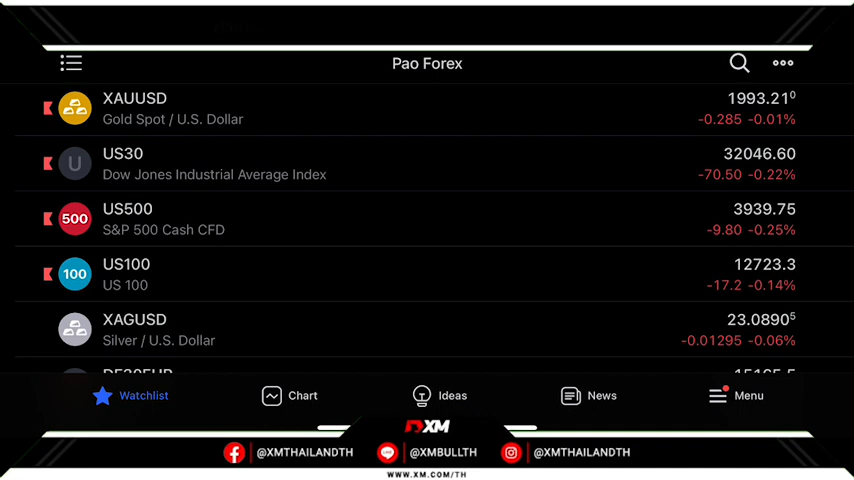 Pao Forex
XAUUSD
1993.21⁰
Gold Spot / U.S. Dollar
-0.285 -0.01%
U
US30
32046.60
Dow Jones Industrial Average Index
-70.50 -0.22%
500
US500
3939.75
S&P 500 Cash CFD
-9.80 -0.25%
100
US100
12723.3
US 100
-17.2 -0.14%
XAGUSD
23.0890⁵
Silver / U.S. Dollar
-0.01295 -0.06%
Watchlist
Chart
Ideas
News
Menu
XM
@XMTHAILANDTH
LINE
@XMBULLTH
@XMTHAILANDTH
WWW.XM.COM/TH